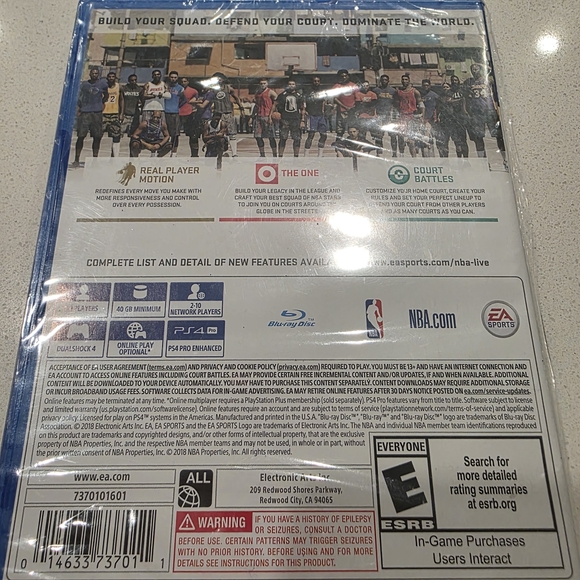 BUILD YOUR SQUAD. DEFEND YOUR COURT. DOMINATE THE WORLD.
REAL PLAYER
MOTION
REDEFINES EVERY MOVE YOU MAKE WITH
MORE RESPONSIVENESS AND CONTROL
OVER EVERY POSSESSION.
THE ONE
BUILD YOUR LEGACY IN THE LEAGUE AND
CRAFT YOUR BEST SQUAD OF NBA STARS
TO JOIN YOU ON COURTS AROUND THE
GLOBE IN THE STREETS
COURT
BATTLES
CUSTOMIZE YOUR HOME COURT, CREATE YOUR
RULES AND SET YOUR PERFECT LINEUP TO
DEFEND YOUR COURT FROM OTHER PLAYERS
AND AS MANY COURTS AS YOU CAN.
COMPLETE LIST AND DETAIL OF NEW FEATURES www.easports.com/nba-live
PLAYERS
40 GB MINIMUM
2-10
NETWORK PLAYERS
DUALSHOCK 4
ONLINE PLAY
OPTIONAL*
PS4 Pro
PS4 PRO ENHANCED
Blu-ray Disc™
NBA
NBA.com
EA
SPORTS
ACCEPTANCE OF EA USER AGREEMENT (terms.ea.com) AND PRIVACY AND COOKIE POLICY (privacy.ea.com) REQUIRED TO PLAY. YOU MUST BE 13+ AND HAVE AN INTERNET CONNECTION AND
EA ACCOUNT TO ACCESS ONLINE FEATURES INCLUDING COURT BATTLES. EA MAY PROVIDE CERTAIN FREE INCREMENTAL CONTENT AND/OR UPDATES, IF AND WHEN AVAILABLE. ADDITIONAL
CONTENT WILL BE DOWNLOADED TO YOUR DEVICE AUTOMATICALLY. YOU MAY HAVE TO PURCHASE THIS CONTENT SEPARATELY. CONTENT DOWNLOADS MAY REQUIRE ADDITIONAL STORAGE
OR INCUR BROADBAND USAGE FEES. SOFTWARE COLLECTS DATA FOR IN-GAME ADVERTISING. EA MAY RETIRE ONLINE FEATURES AFTER 30 DAYS NOTICE POSTED ON ea.com/service-updates.
Online features may be terminated at any time. *Online multiplayer requires a PlayStation Plus membership (sold separately). PS4 Pro features vary from title to title. Software subject to license
and limited warranty (us.playstation.com/softwarelicense). Online features require an account and are subject to terms of service (playstationnetwork.com/terms-of-service) and applicable
privacy policy. Licensed for play on PS4™ systems in the Americas. Manufactured and printed in the U.S.A. "Blu-ray Disc™," "Blu-ray™" and "Blu-ray Disc" logo are trademarks of Blu-ray Disc
Association. © 2018 Electronic Arts Inc. EA, EA SPORTS and the EA SPORTS Logo are trademarks of Electronic Arts Inc. The NBA and individual NBA member team identifications reproduced
on this product are trademarks and copyrighted designs, and/or other forms of intellectual property, that are the exclusive
property of NBA Properties, Inc. and the respective NBA member teams and may not be used, in whole or in part, without
the prior written consent of NBA Properties, Inc. © 2018 NBA Properties, Inc. All rights reserved.
www.ea.com
7370101601
ALL
Electronic Arts Inc.
209 Redwood Shores Parkway,
Redwood City, CA 94065
EVERYONE
E
ESRB
Search for
more detailed
rating summaries
at esrb.org
In-Game Purchases
Users Interact
WARNING
IF YOU HAVE A HISTORY OF EPILEPSY
OR SEIZURES, CONSULT A DOCTOR
BEFORE USE. CERTAIN PATTERNS MAY TRIGGER SEIZURES
WITH NO PRIOR HISTORY. BEFORE USING AND FOR MORE
DETAILS SEE INSTRUCTIONS FOR THIS PRODUCT.
0 14633 73701 1